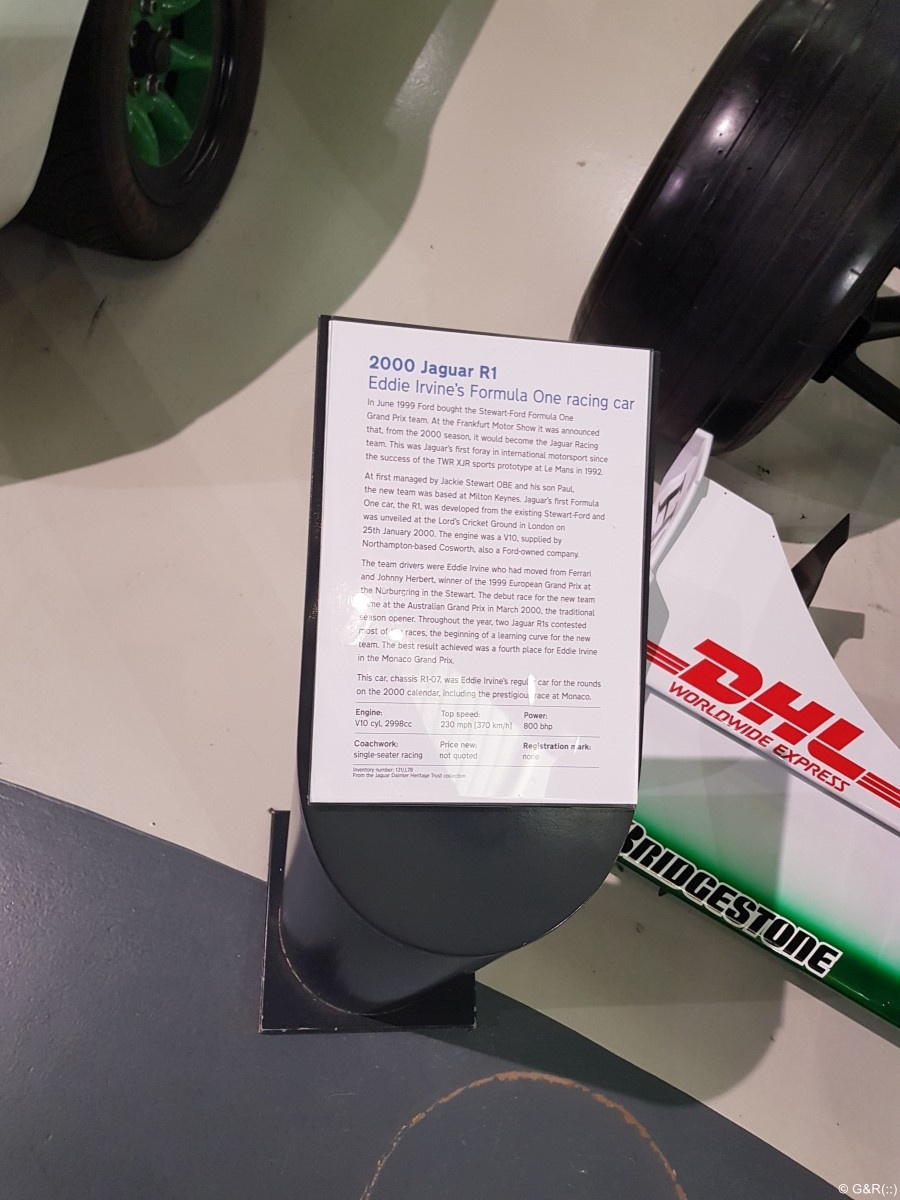 2000 Jaguar R1
Eddie Irvine's Formula One racing car
In June 1999 Ford bought the Stewart-Ford Formula One
Grand Prix team. At the Frankfurt Motor Show it was announced
that, from the 2000 season, it would become the Jaguar Racing
team. This was Jaguar's first foray in international motorsport since
the success of the TWR XJR sports prototype at Le Mans in 1992.
At first managed by Jackie Stewart OBE and his son Paul,
the new team was based at Milton Keynes. Jaguar's first Formula
One car, the R1, was developed from the existing Stewart-Ford and
was unveiled at the Lord's Cricket Ground in London on
25th January 2000. The engine was a V10, supplied by
Northampton-based Cosworth, also a Ford-owned company.
The team drivers were Eddie Irvine who had moved from Ferrari
and Johnny Herbert, winner of the 1999 European Grand Prix at
the Nürburgring in the Stewart. The debut race for the new team
came at the Australian Grand Prix in March 2000, the traditional
season opener. Throughout the year, two Jaguar R1s contested
most of the races, the beginning of a learning curve for the new
team. The best result achieved was a fourth place for Eddie Irvine
in the Monaco Grand Prix.
This car, chassis R1-07, was Eddie Irvine's regular car for the rounds
on the 2000 calendar, including the prestigious race at Monaco.
Engine: Top speed: Power:
V10 cyl, 2998cc 230 mph (370 km/h) 800 bhp
Coachwork: Price new: Registration mark:
single-seater racing not quoted none
From the Jaguar Daimler Heritage Trust collection
DHL
WORLDWIDE EXPRESS
BRIDGESTONE
© G&R(::)